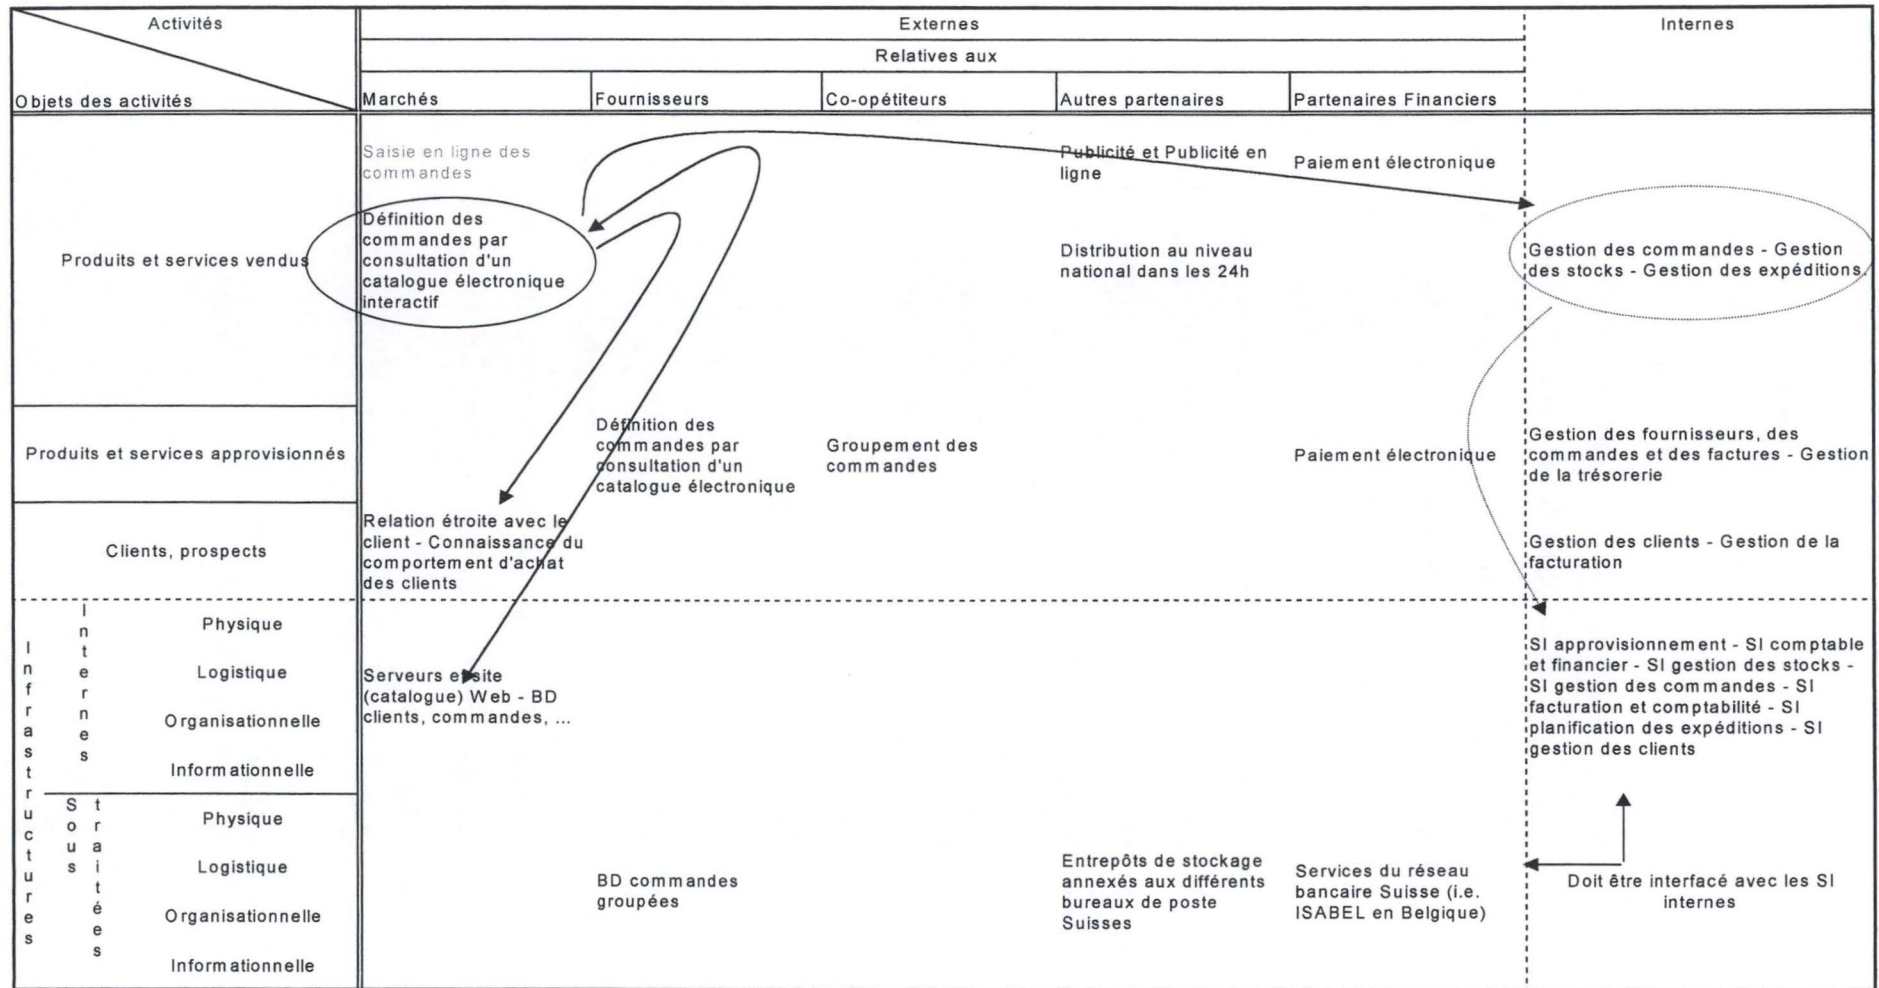 Activités
Externes
Internes
Relatives aux
Objets des activités
Marchés
Fournisseurs
Co-opétiteurs
Autres partenaires
Partenaires Financiers
Produits et services vendus
Saisie en ligne des
commandes
Définition des
commandes par
consultation d'un
catalogue électronique
interactif
Publicité et Publicité en
ligne
Distribution au niveau
national dans les 24h
Paiement électronique
Gestion des commandes - Gestion
des stocks - Gestion des expéditions
Produits et services approvisionnés
Définition des
commandes par
consultation d'un
catalogue électronique
Groupement des
commandes
Paiement électronique
Gestion des fournisseurs, des
commandes et des factures - Gestion
de la trésorerie
Clients, prospects
Relation étroite avec le
client - Connaissance du
comportement d'achat
des clients
Gestion des clients - Gestion de la
facturation
Infrastructures
Internes
Physique
Logistique
Organisationnelle
Informationnelle
Serveurs et site
(catalogue) Web - BD
clients, commandes, ...
SI approvisionnement - SI comptable
et financier - SI gestion des stocks -
SI gestion des commandes - SI
facturation et comptabilité - SI
planification des expéditions - SI
gestion des clients
Sous
traitées
Physique
Logistique
Organisationnelle
Informationnelle
BD commandes
groupées
Entrepôts de stockage
annexés aux différents
bureaux de poste
Suisses
Services du réseau
bancaire Suisse (i.e.
ISABEL en Belgique)
Doit être interfacé avec les SI
internes